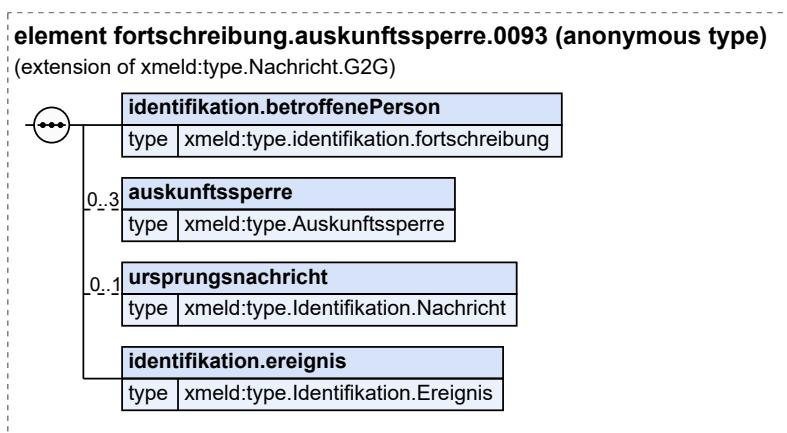 element fortschreibung.auskunftssperre.0093 (anonymous type)
(extension of xmeld:type.Nachricht.G2G)
identifikation.betroffenePerson
type xmeld:type.identifikation.fortschreibung
0..3 auskunftssperre
type xmeld:type.Auskunftssperre
0..1 ursprungsnachricht
type xmeld:type.Identifikation.Nachricht
identifikation.ereignis
type xmeld:type.Identifikation.Ereignis